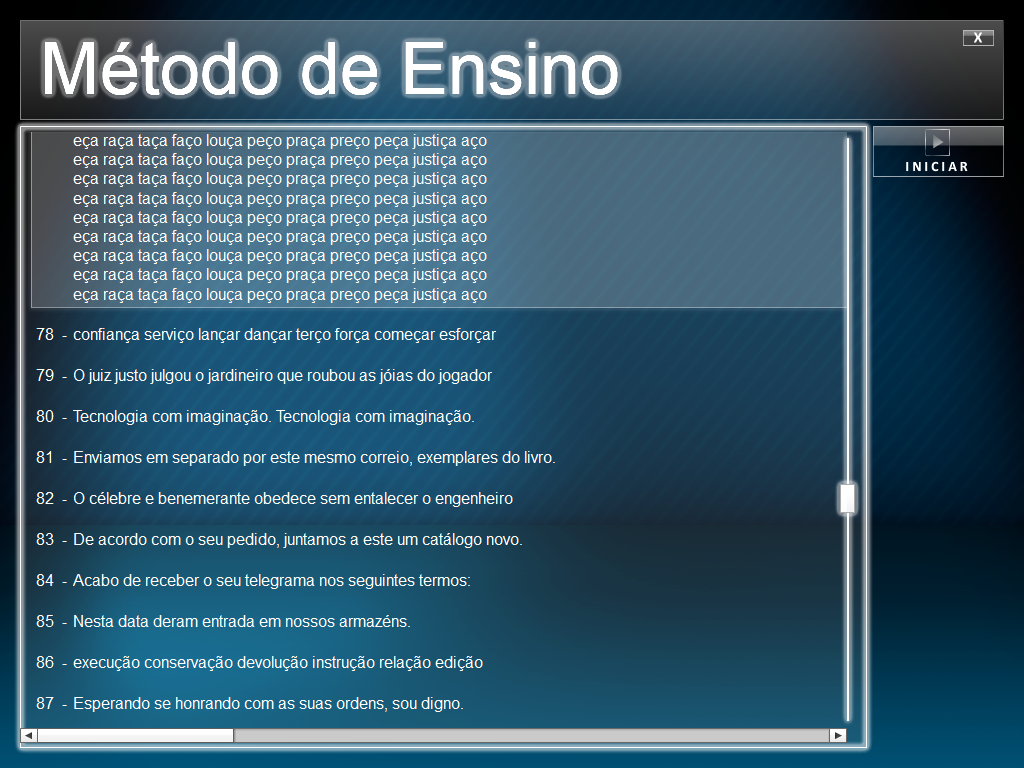 Método de Ensino
X
INICIAR
eça raça taça faço louça peço praça preço peça justiça aço
eça raça taça faço louça peço praça preço peça justiça aço
eça raça taça faço louça peço praça preço peça justiça aço
eça raça taça faço louça peço praça preço peça justiça aço
eça raça taça faço louça peço praça preço peça justiça aço
eça raça taça faço louça peço praça preço peça justiça aço
eça raça taça faço louça peço praça preço peça justiça aço
eça raça taça faço louça peço praça preço peça justiça aço
eça raça taça faço louça peço praça preço peça justiça aço
78 - confiança serviço lançar dançar terço força começar esforçar
79 - O juiz justo julgou o jardineiro que roubou as jóias do jogador
80 - Tecnologia com imaginação. Tecnologia com imaginação.
81 - Enviamos em separado por este mesmo correio, exemplares do livro.
82 - O célebre e benemerante obedece sem entalecer o engenheiro
83 - De acordo com o seu pedido, juntamos a este um catálogo novo.
84 - Acabo de receber o seu telegrama nos seguintes termos:
85 - Nesta data deram entrada em nossos armazéns.
86 - execução conservação devolução instrução relação edição
87 - Esperando se honrando com as suas ordens, sou digno.